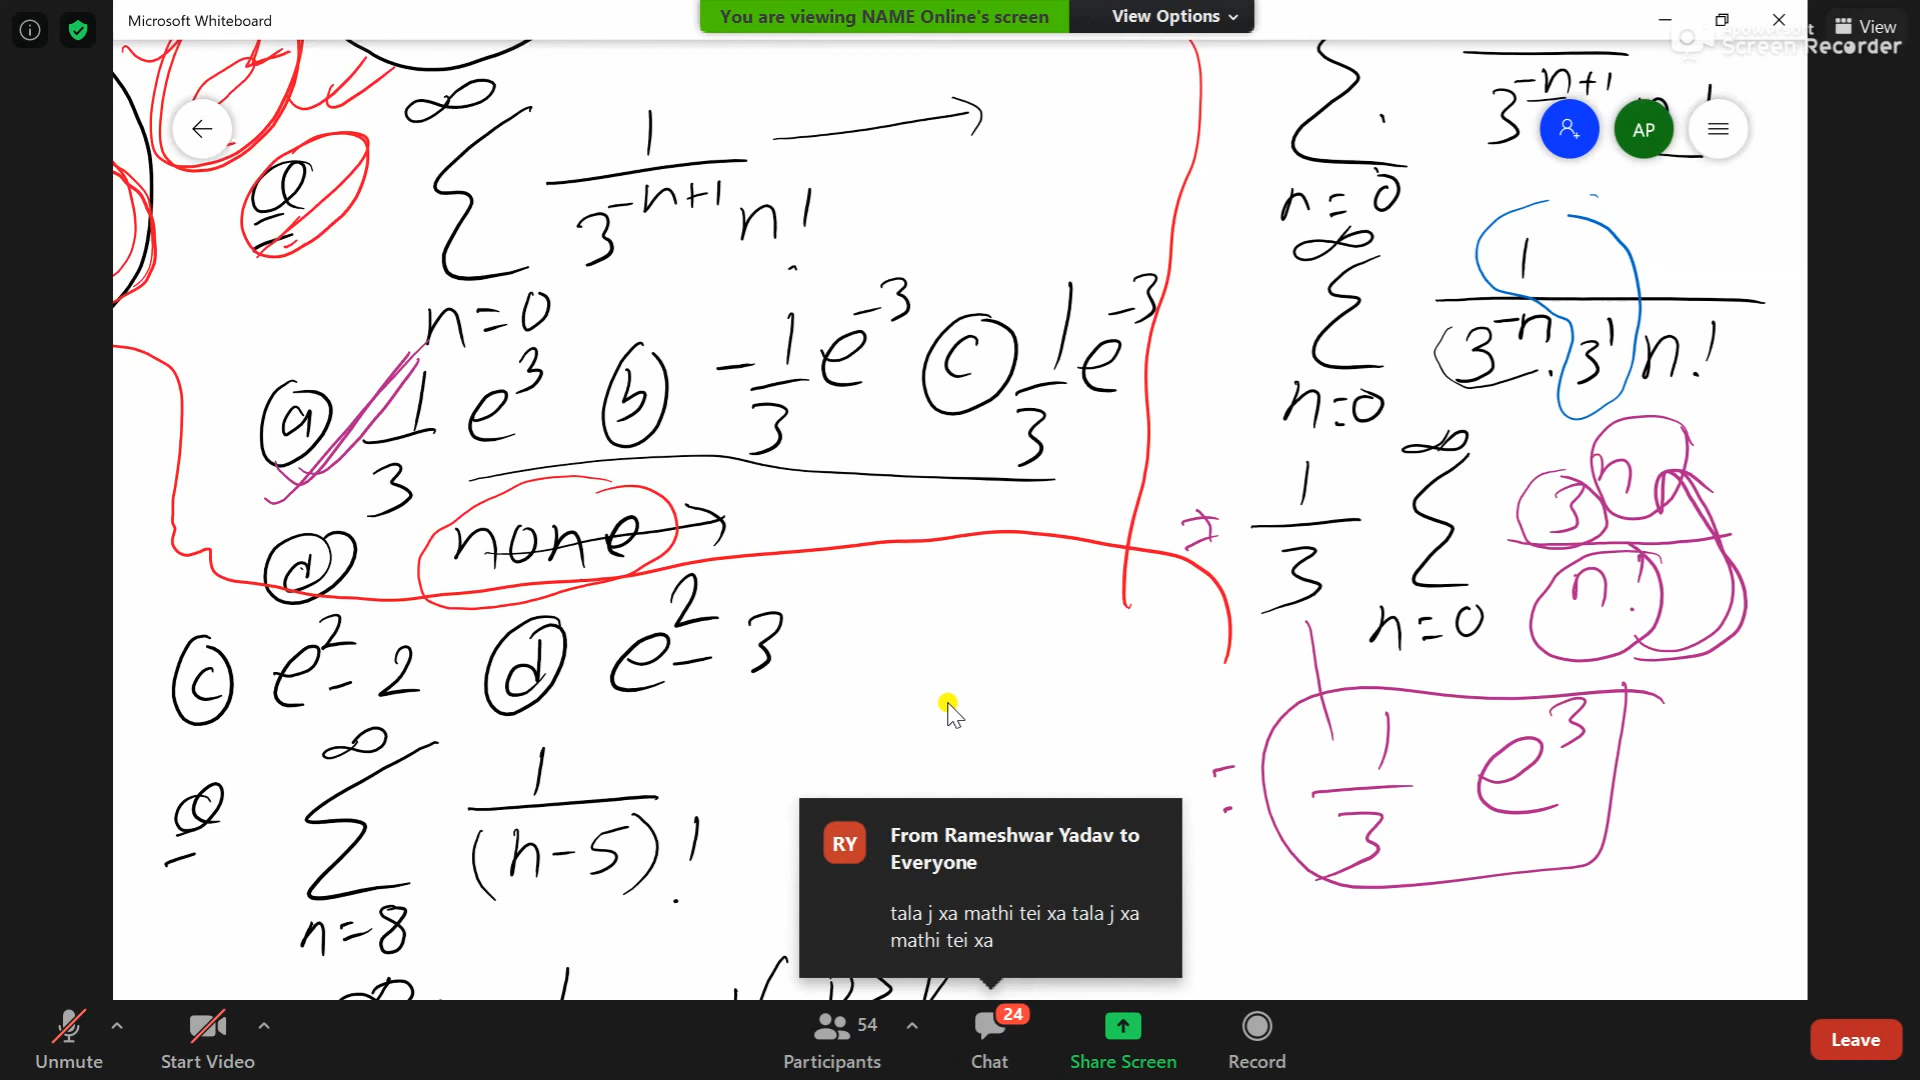 Microsoft Whiteboard
You are viewing NAME Online's screen
View Options
View
Apowersoft
Screen Recorder
AP
Q
∞
Σ 1 / 3^{-n+1} n!
n=0
(a) 1/3 e^3 (b) -1/3 e^{-3} (c) 1/3 e^{-3}
(d) none
(c) e^2 - 2 (d) e^2 - 3
Q
∞
Σ 1 / (n-5)!
n=8
Σ
3^{-n+1}
n=0
∞
Σ 1 / (3^{-n} . 3^1 n!
n=0
= 1/3
∞
Σ 3^n / n!
n=0
= 1/3 e^3
RY
From Rameshwar Yadav to
Everyone
tala j xa mathi tei xa tala j xa
mathi tei xa
Unmute
Start Video
54
Participants
24
Chat
Share Screen
Record
Leave